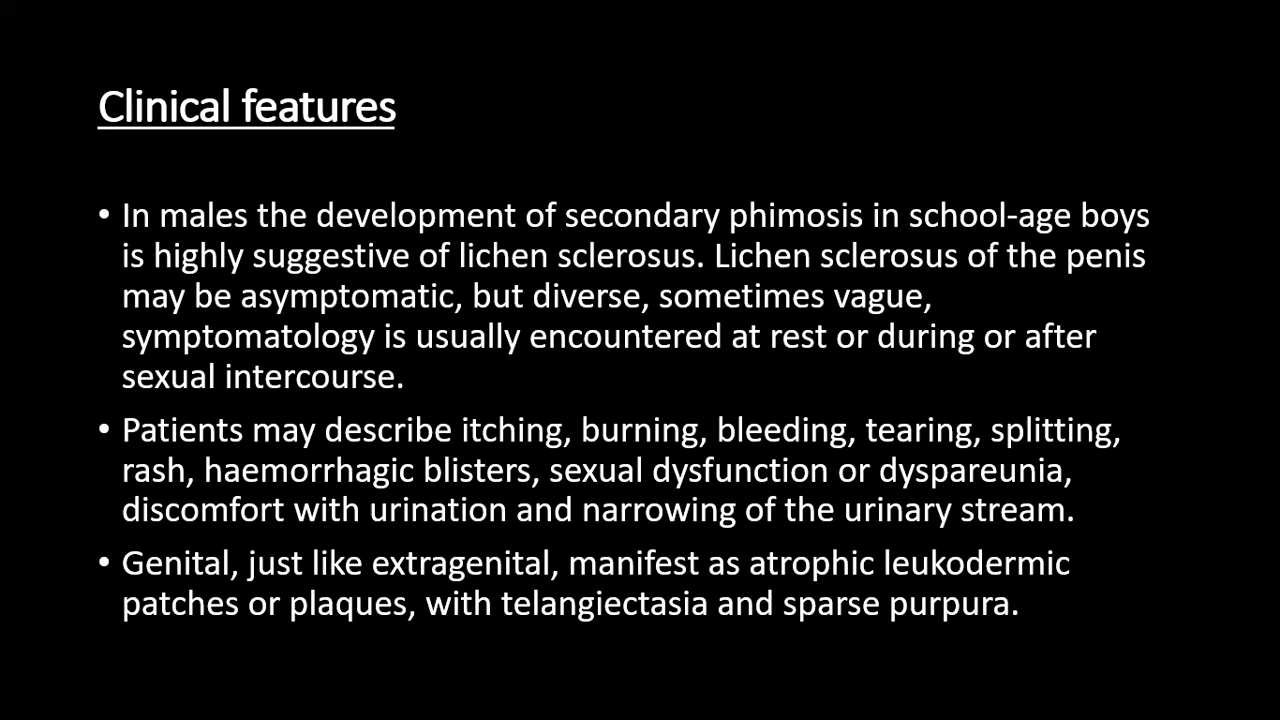 Clinical features
• In males the development of secondary phimosis in school-age boys
is highly suggestive of lichen sclerosus. Lichen sclerosus of the penis
may be asymptomatic, but diverse, sometimes vague,
symptomatology is usually encountered at rest or during or after
sexual intercourse.
• Patients may describe itching, burning, bleeding, tearing, splitting,
rash, haemorrhagic blisters, sexual dysfunction or dyspareunia,
discomfort with urination and narrowing of the urinary stream.
• Genital, just like extragenital, manifest as atrophic leukodermic
patches or plaques, with telangiectasia and sparse purpura.